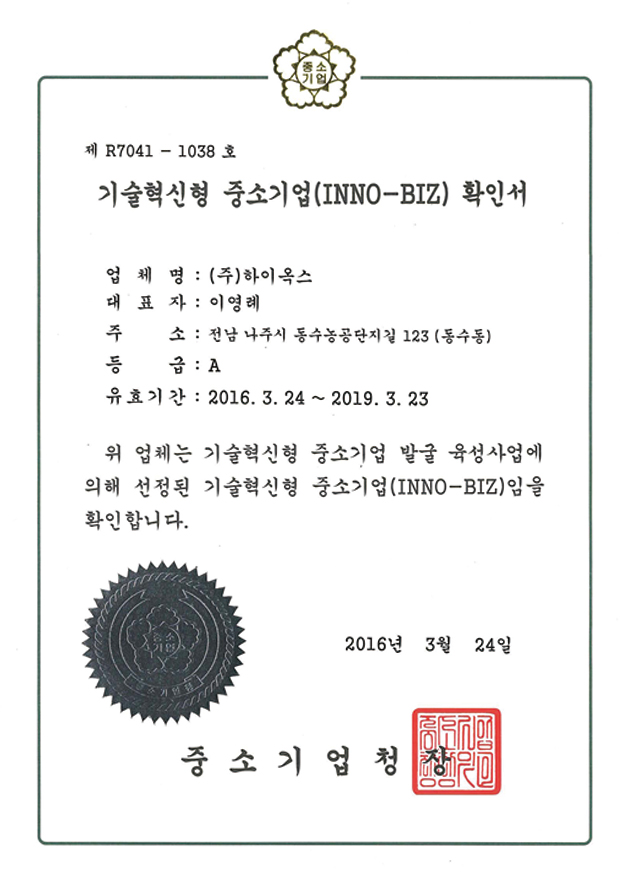 중소
기업
제 R7041 - 1038 호
기술혁신형 중소기업(INNO-BIZ) 확인서
업 체 명 : (주)하이옥스
대 표 자 : 이영례
주 소 : 전남 나주시 동수농공단지길 123 (동수동)
등 급 : A
유효기간 : 2016. 3. 24 ~ 2019. 3. 23
위 업체는 기술혁신형 중소기업 발굴 육성사업에
의해 선정된 기술혁신형 중소기업(INNO-BIZ)임을
확인합니다.
중소
기업
중소기업청
2016년 3월 24일
중 소 기 업 청 장